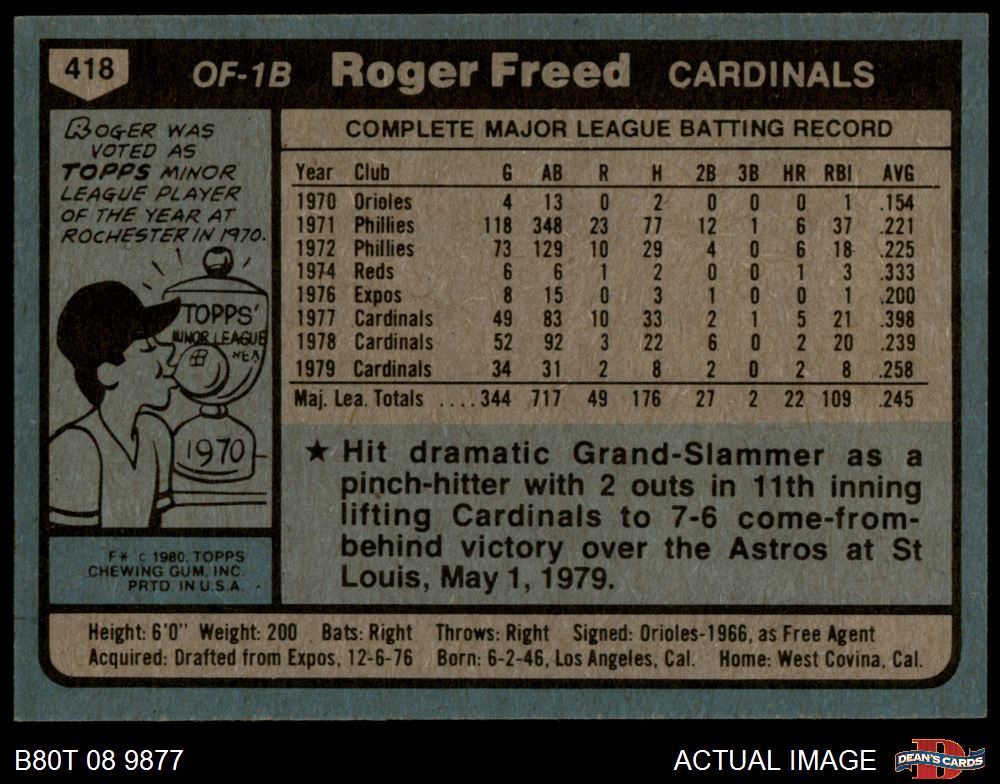 418 OF-1B Roger Freed CARDINALS
ROGER WAS
VOTED AS
TOPPS MINOR
LEAGUE PLAYER
OF THE YEAR AT
ROCHESTER IN 1970.
TOPPS'
MINOR LEAGUE
1970
F* © 1980, TOPPS
CHEWING GUM, INC.
PRTD. IN U.S.A.
COMPLETE MAJOR LEAGUE BATTING RECORD
Year Club G AB R H 2B 3B HR RBI AVG
1970 Orioles 4 13 0 2 0 0 0 1 .154
1971 Phillies 118 348 23 77 12 1 6 37 .221
1972 Phillies 73 129 10 29 4 0 6 18 .225
1974 Reds 6 6 1 2 0 0 1 3 .333
1976 Expos 8 15 0 3 1 0 0 1 .200
1977 Cardinals 49 83 10 33 2 1 5 21 .398
1978 Cardinals 52 92 3 22 6 0 2 20 .239
1979 Cardinals 34 31 2 8 2 0 2 8 .258
Maj. Lea. Totals ....344 717 49 176 27 2 22 109 .245
★ Hit dramatic Grand-Slammer as a
pinch-hitter with 2 outs in 11th inning
lifting Cardinals to 7-6 come-from-
behind victory over the Astros at St
Louis, May 1, 1979.
Height: 6'0" Weight: 200 Bats: Right Throws: Right Signed: Orioles-1966, as Free Agent
Acquired: Drafted from Expos, 12-6-76 Born: 6-2-46, Los Angeles, Cal. Home: West Covina, Cal.
B80T 08 9877 ACTUAL IMAGE DEAN'S CARDS